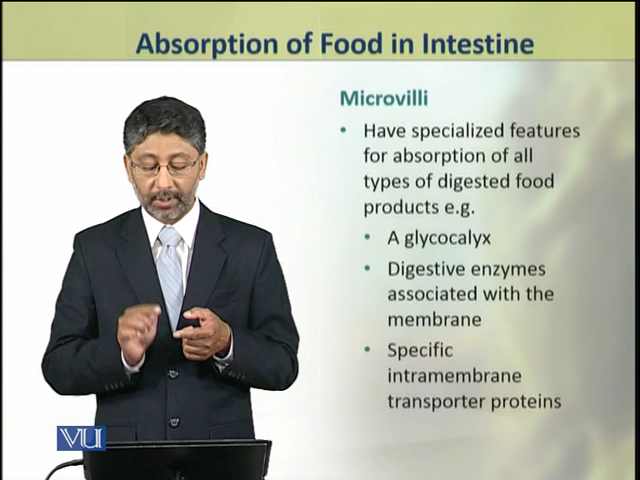 Absorption of Food in Intestine
Microvilli
• Have specialized features
for absorption of all
types of digested food
products e.g.
• A glycocalyx
• Digestive enzymes
associated with the
membrane
• Specific
intramembrane
transporter proteins
VU